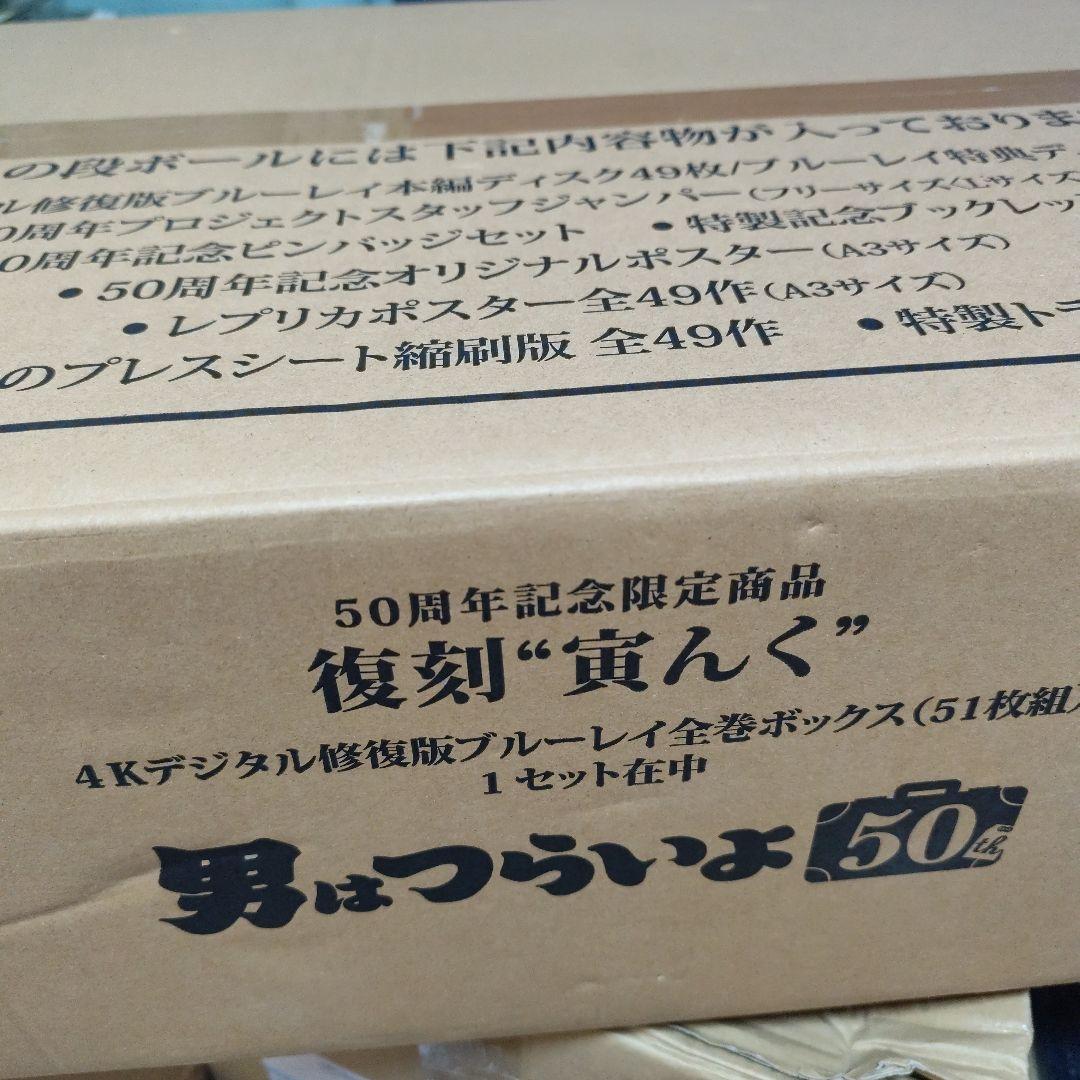 の段ボールには下記内容物が入っておりま
ル修復版ブルーレイ本編ディスク49枚/ブルーレイ特典デ
0周年プロジェクトスタッフジャンパー(フリーサイズ<Lサイズ
0周年記念ピンバッジセット ●特製記念ブックレッ
●50周年記念オリジナルポスター(A3サイズ)
●レプリカポスター全49作(A3サイズ)
のプレスシート縮刷版 全49作 ●特製トラ
50周年記念限定商品
復刻“寅んく”
4Kデジタル修復版ブルーレイ全巻ボックス(51枚組)
1セット在中
男はつらいよ 50th